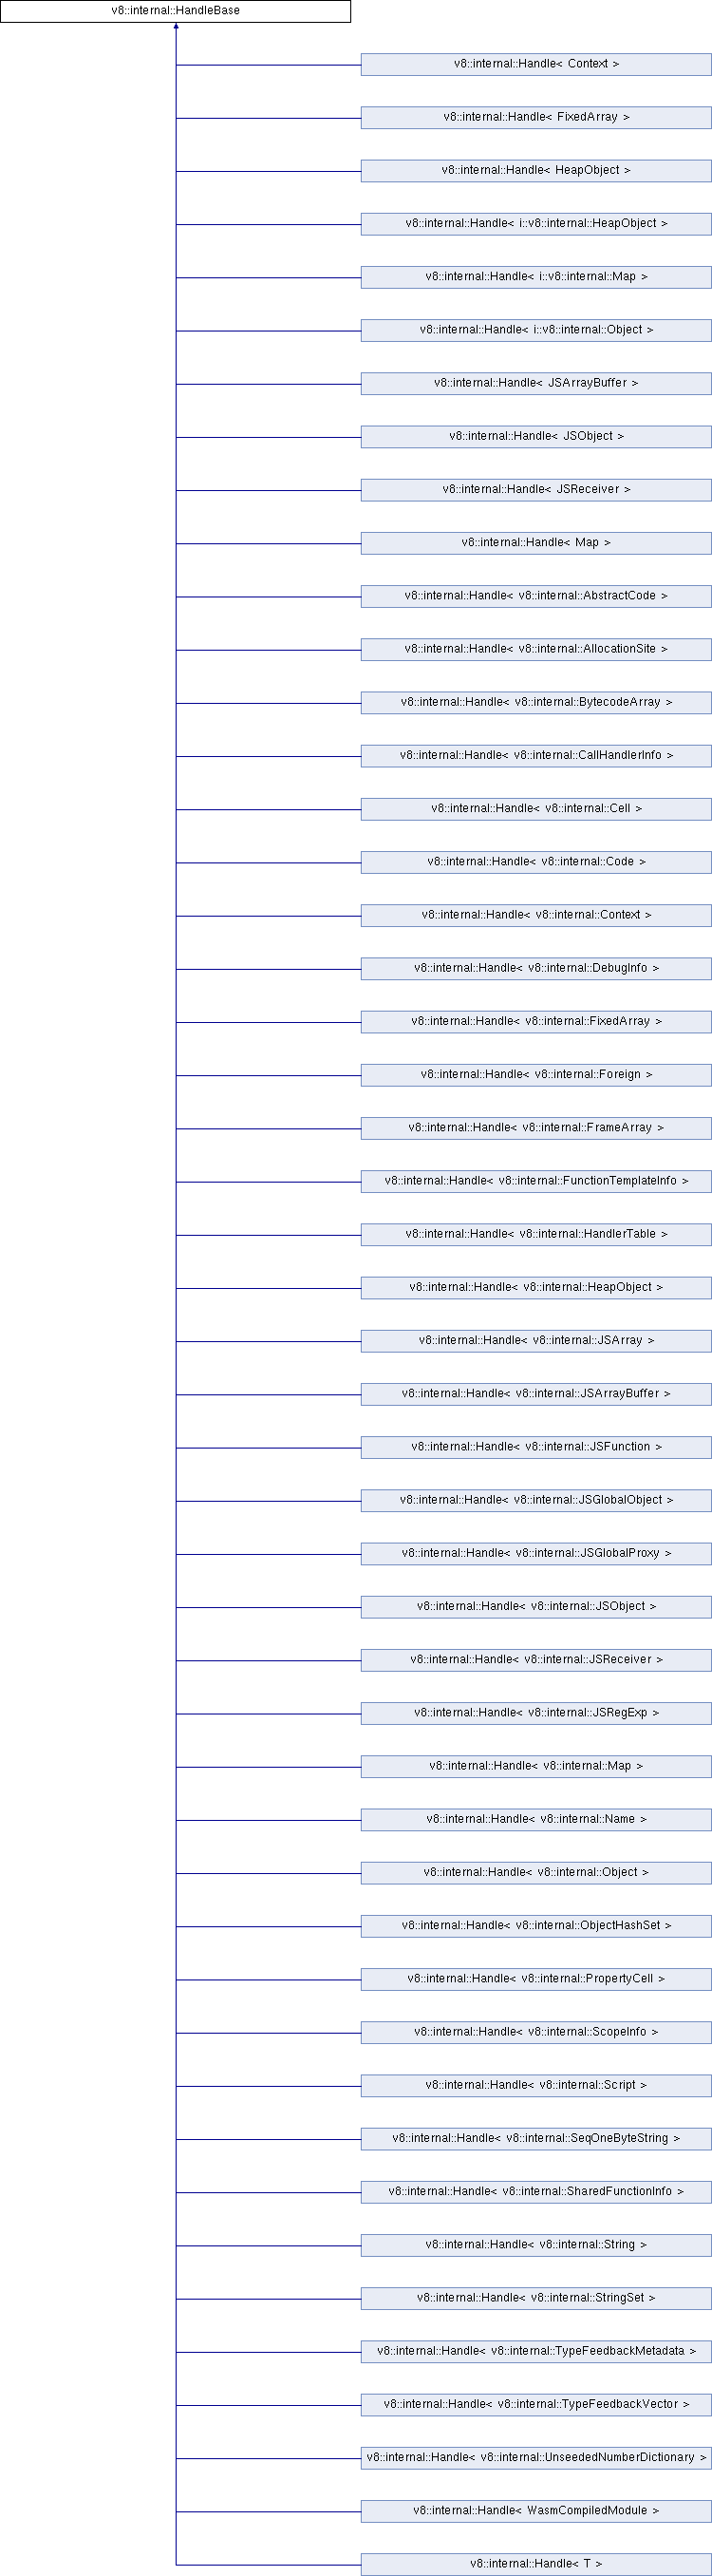 v8::internal::HandleBase
v8::internal::Handle< Context >
v8::internal::Handle< FixedArray >
v8::internal::Handle< HeapObject >
v8::internal::Handle< i::v8::internal::HeapObject >
v8::internal::Handle< i::v8::internal::Map >
v8::internal::Handle< i::v8::internal::Object >
v8::internal::Handle< JSArrayBuffer >
v8::internal::Handle< JSObject >
v8::internal::Handle< JSReceiver >
v8::internal::Handle< Map >
v8::internal::Handle< v8::internal::AbstractCode >
v8::internal::Handle< v8::internal::AllocationSite >
v8::internal::Handle< v8::internal::BytecodeArray >
v8::internal::Handle< v8::internal::CallHandlerInfo >
v8::internal::Handle< v8::internal::Cell >
v8::internal::Handle< v8::internal::Code >
v8::internal::Handle< v8::internal::Context >
v8::internal::Handle< v8::internal::DebugInfo >
v8::internal::Handle< v8::internal::FixedArray >
v8::internal::Handle< v8::internal::Foreign >
v8::internal::Handle< v8::internal::FrameArray >
v8::internal::Handle< v8::internal::FunctionTemplateInfo >
v8::internal::Handle< v8::internal::HandlerTable >
v8::internal::Handle< v8::internal::HeapObject >
v8::internal::Handle< v8::internal::JSArray >
v8::internal::Handle< v8::internal::JSArrayBuffer >
v8::internal::Handle< v8::internal::JSFunction >
v8::internal::Handle< v8::internal::JSGlobalObject >
v8::internal::Handle< v8::internal::JSGlobalProxy >
v8::internal::Handle< v8::internal::JSObject >
v8::internal::Handle< v8::internal::JSReceiver >
v8::internal::Handle< v8::internal::JSRegExp >
v8::internal::Handle< v8::internal::Map >
v8::internal::Handle< v8::internal::Name >
v8::internal::Handle< v8::internal::Object >
v8::internal::Handle< v8::internal::ObjectHashSet >
v8::internal::Handle< v8::internal::PropertyCell >
v8::internal::Handle< v8::internal::ScopeInfo >
v8::internal::Handle< v8::internal::Script >
v8::internal::Handle< v8::internal::SeqOneByteString >
v8::internal::Handle< v8::internal::SharedFunctionInfo >
v8::internal::Handle< v8::internal::String >
v8::internal::Handle< v8::internal::StringSet >
v8::internal::Handle< v8::internal::TypeFeedbackMetadata >
v8::internal::Handle< v8::internal::TypeFeedbackVector >
v8::internal::Handle< v8::internal::UnseededNumberDictionary >
v8::internal::Handle< WasmCompiledModule >
v8::internal::Handle< T >